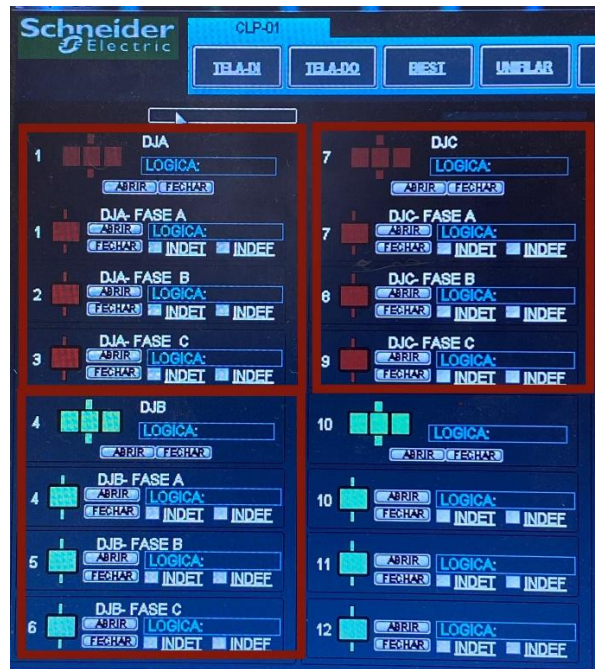 Schneider
Electric
CLP-01
TELA-DI TELA-DO BIEST UNIFILAR
DJA
1
LOGICA:
ABRIR FECHAR
DJA- FASE A
1 ABRIR LOGICA:
FECHAR INDET INDEF
DJA- FASE B
2 ABRIR LOGICA:
FECHAR INDET INDEF
DJA- FASE C
3 ABRIR LOGICA:
FECHAR INDET INDEF
DJB
4
LOGICA:
ABRIR FECHAR
DJB- FASE A
4 ABRIR LOGICA:
FECHAR INDET INDEF
DJB- FASE B
5 ABRIR LOGICA:
FECHAR INDET INDEF
DJB- FASE C
6 ABRIR LOGICA:
FECHAR INDET INDEF
DJC
7
LOGICA:
ABRIR FECHAR
DJC- FASE A
7 ABRIR LOGICA:
FECHAR INDET INDEF
DJC- FASE B
8 ABRIR LOGICA:
FECHAR INDET INDEF
DJC- FASE C
9 ABRIR LOGICA:
FECHAR INDET INDEF
10
LOGICA:
ABRIR FECHAR
10 ABRIR LOGICA:
FECHAR INDET INDEF
11 ABRIR LOGICA:
FECHAR INDET INDEF
12 ABRIR LOGICA:
FECHAR INDET INDEF